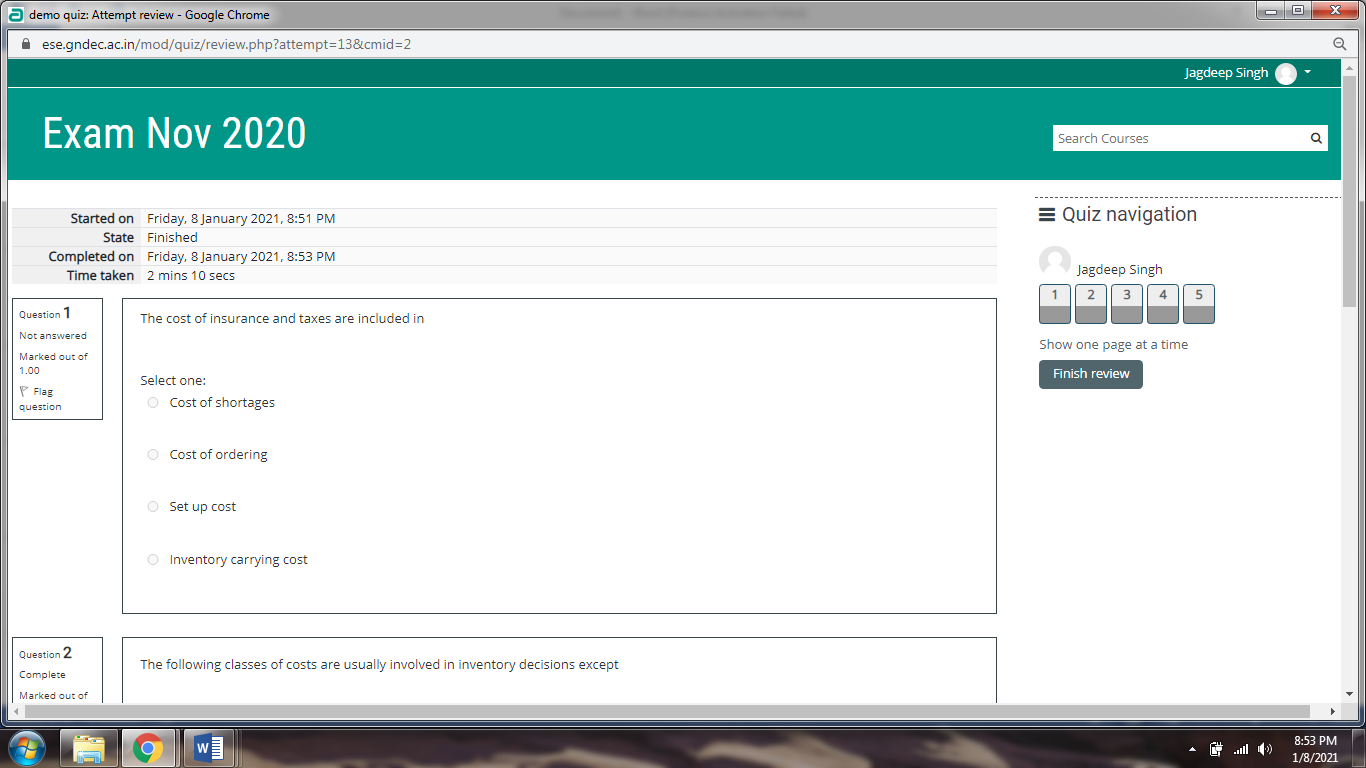 demo quiz: Attempt review - Google Chrome
ese.gndec.ac.in/mod/quiz/review.php?attempt=13&cmid=2
Jagdeep Singh
Exam Nov 2020
Search Courses
Started on Friday, 8 January 2021, 8:51 PM
State Finished
Completed on Friday, 8 January 2021, 8:53 PM
Time taken 2 mins 10 secs
Quiz navigation
Jagdeep Singh
1 2 3 4 5
Show one page at a time
Finish review
Question 1
Not answered
Marked out of
1.00
Flag
question
The cost of insurance and taxes are included in
Select one:
Cost of shortages
Cost of ordering
Set up cost
Inventory carrying cost
Question 2
Complete
Marked out of
The following classes of costs are usually involved in inventory decisions except
8:53 PM
1/8/2021